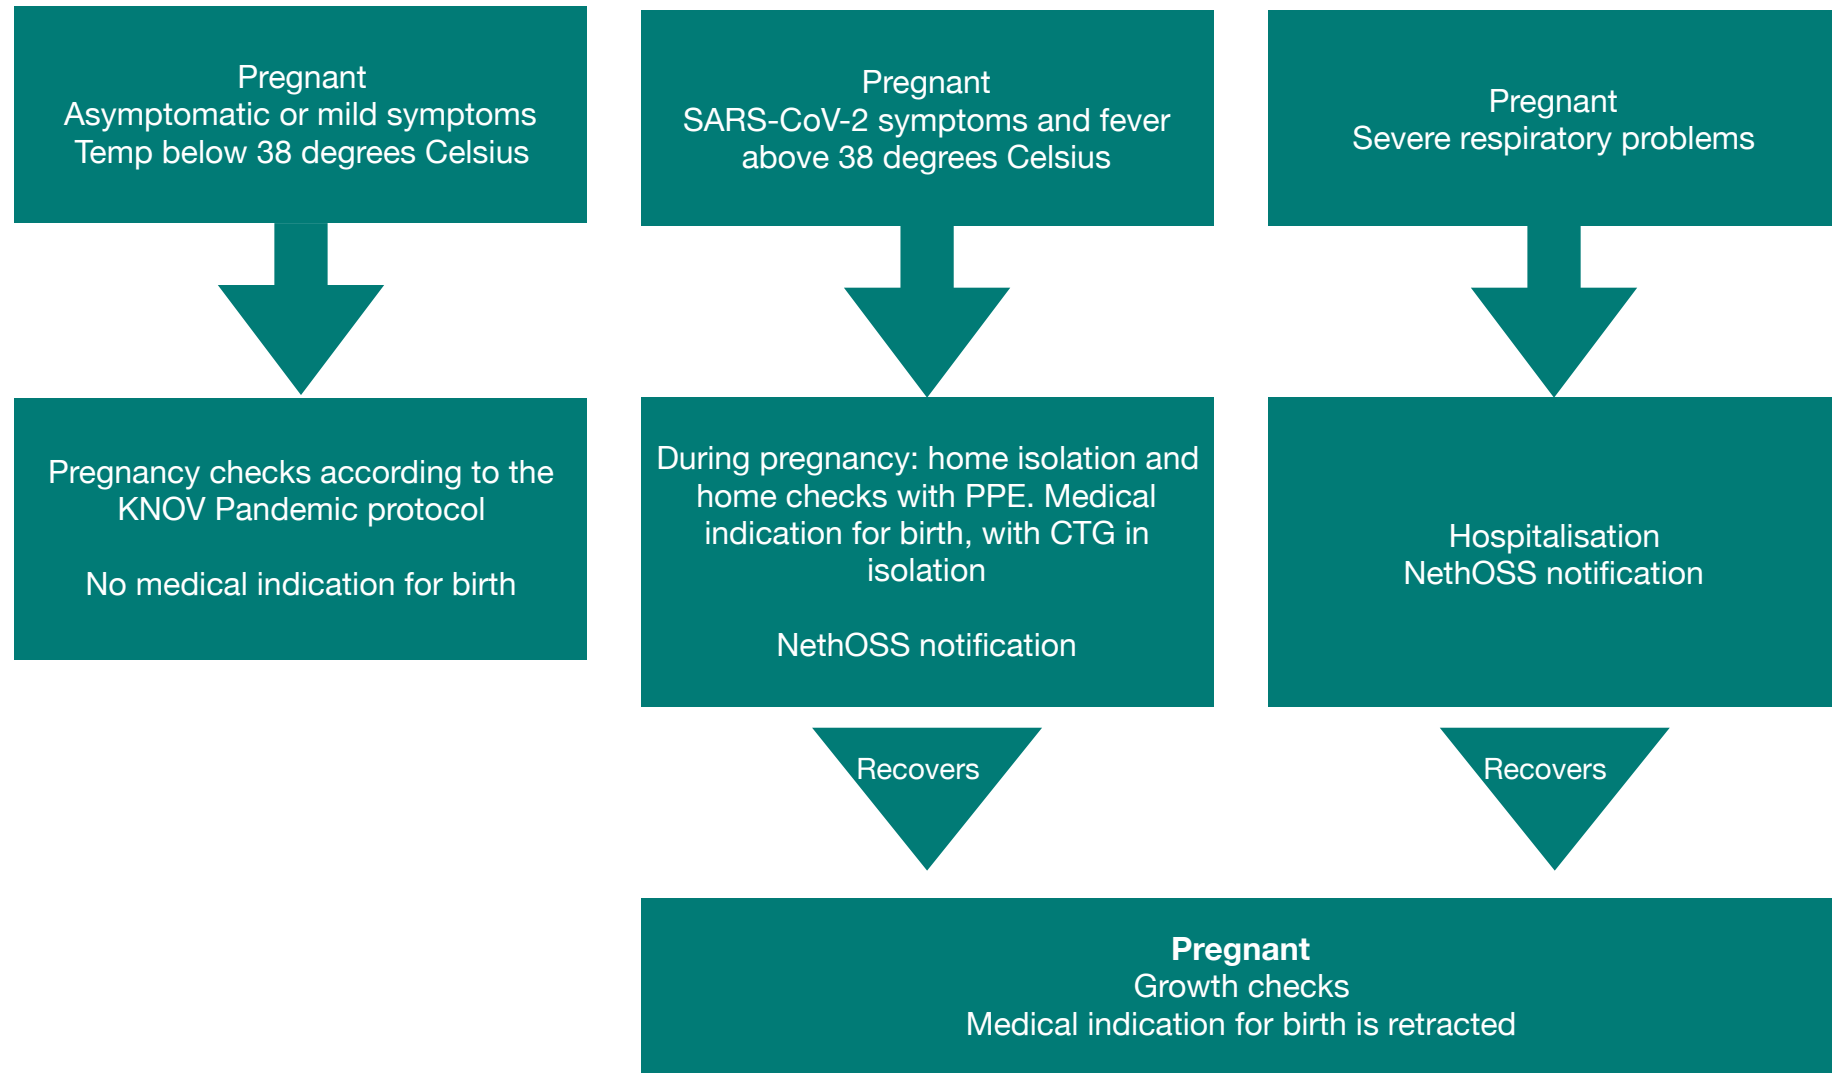 Pregnant
Asymptomatic or mild symptoms
Temp below 38 degrees Celsius
Pregnant
SARS-CoV-2 symptoms and fever
above 38 degrees Celsius
Pregnant
Severe respiratory problems
Pregnancy checks according to the
KNOV Pandemic protocol
No medical indication for birth
During pregnancy: home isolation and
home checks with PPE. Medical
indication for birth, with CTG in
isolation
NethOSS notification
Hospitalisation
NethOSS notification
Recovers
Recovers
Pregnant
Growth checks
Medical indication for birth is retracted